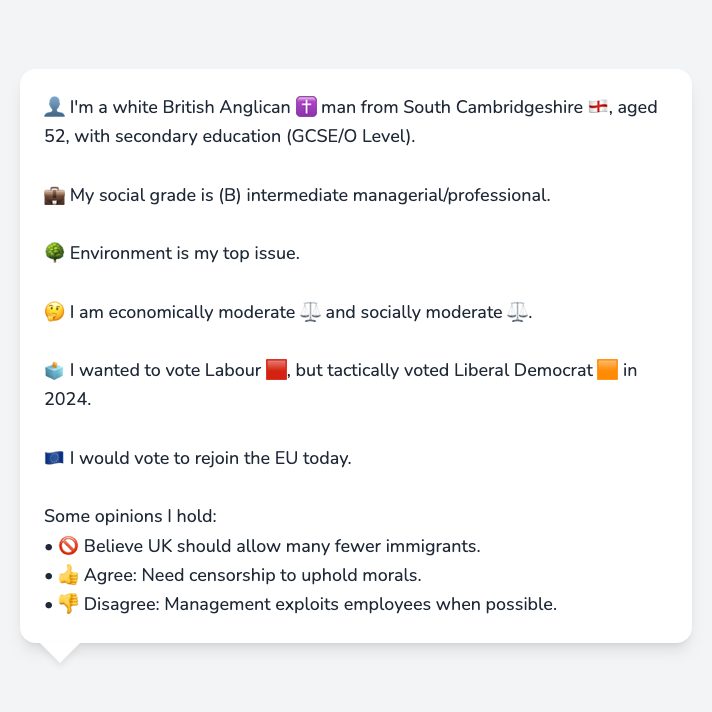 👤 I'm a white British Anglican ✝️ man from South Cambridgeshire 🏴󠁧󠁢󠁥󠁮󠁧󠁿, aged
52, with secondary education (GCSE/O Level).
💼 My social grade is (B) intermediate managerial/professional.
🌳 Environment is my top issue.
🤔 I am economically moderate ⚖️ and socially moderate ⚖️.
🗳️ I wanted to vote Labour 🟥, but tactically voted Liberal Democrat 🟧 in
2024.
🇪🇺 I would vote to rejoin the EU today.
Some opinions I hold:
• 🚫 Believe UK should allow many fewer immigrants.
• 👍 Agree: Need censorship to uphold morals.
• 👎 Disagree: Management exploits employees when possible.